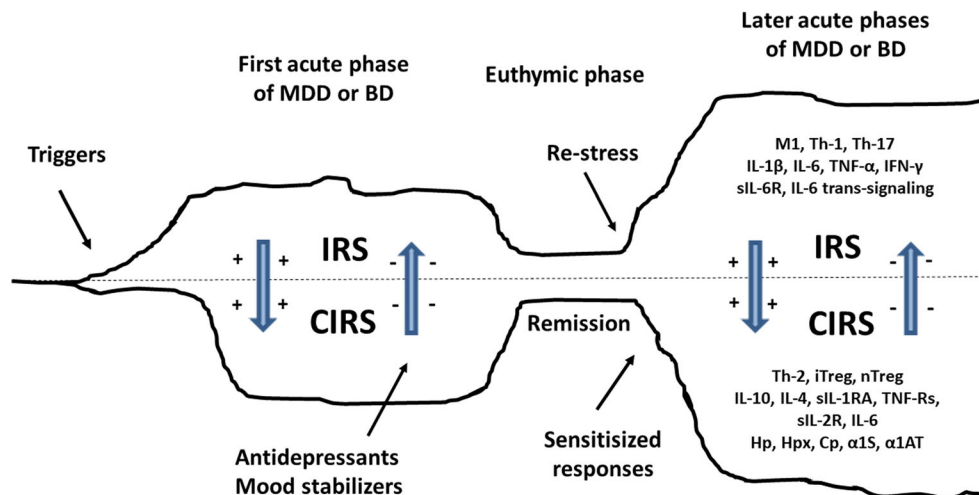 First acute phase
of MDD or BD
Euthymic phase
Later acute phases
of MDD or BD
Triggers
Re-stress
M1, Th-1, Th-17
IL-1β, IL-6, TNF-α, IFN-γ
sIL-6R, IL-6 trans-signaling
+ + IRS - -
+ + CIRS - -
+ + IRS - -
+ + CIRS - -
Remission
Antidepressants
Mood stabilizers
Sensitisized
responses
Th-2, iTreg, nTreg
IL-10, IL-4, sIL-1RA, TNF-Rs,
sIL-2R, IL-6
Hp, Hpx, Cp, α1S, α1AT